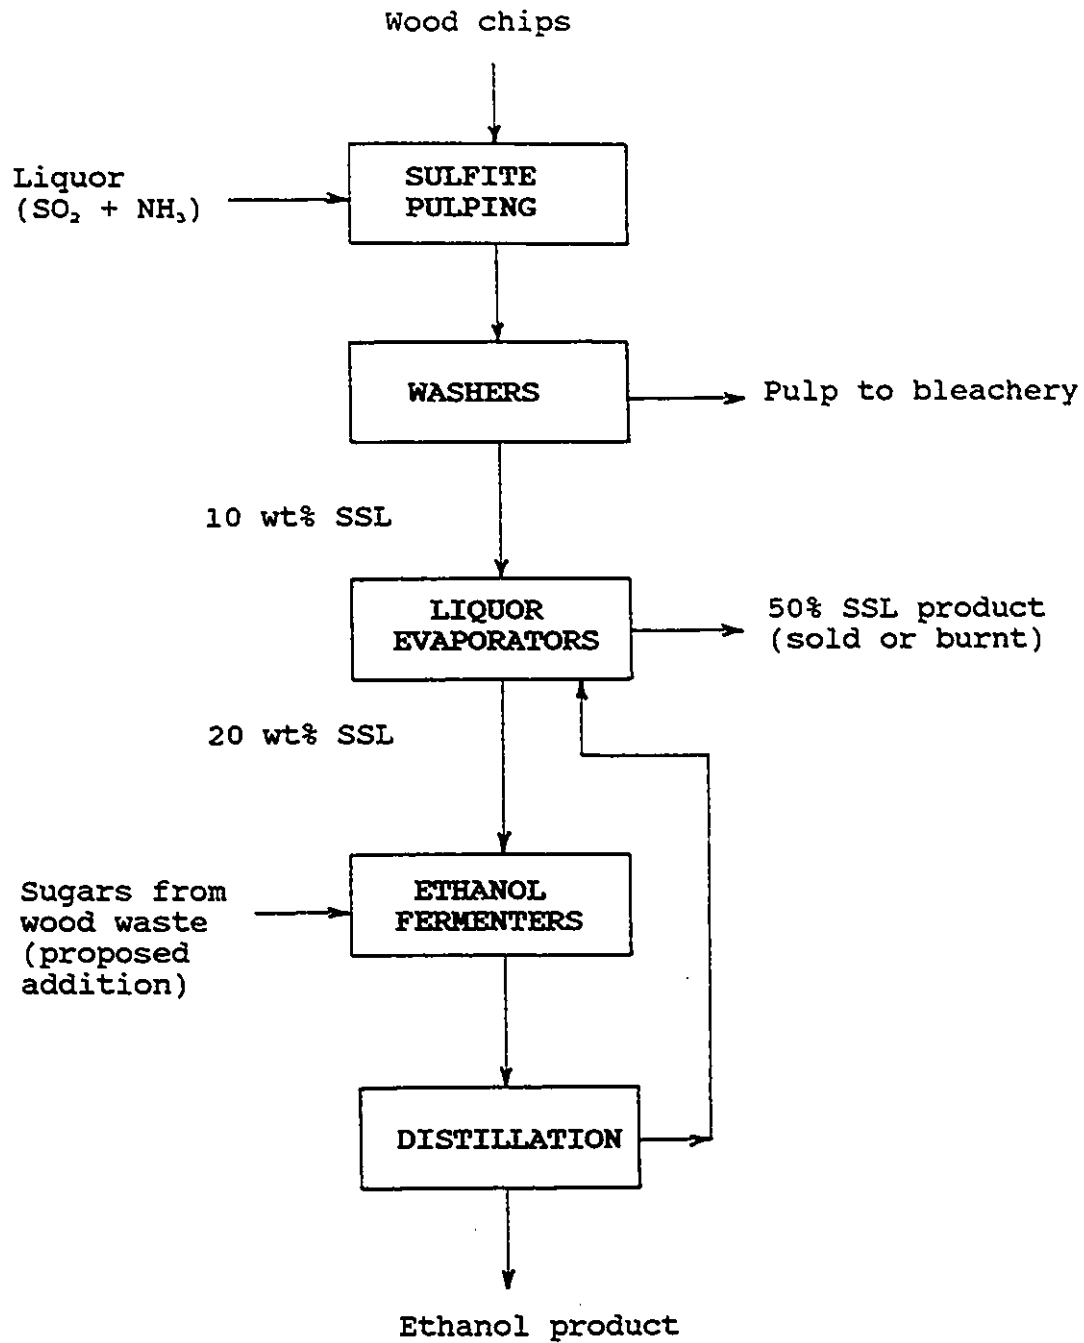 Wood chips
Liquor
(SO₂ + NH₃)
SULFITE
PULPING
WASHERS
Pulp to bleachery
10 wt% SSL
LIQUOR
EVAPORATORS
50% SSL product
(sold or burnt)
20 wt% SSL
Sugars from
wood waste
(proposed
addition)
ETHANOL
FERMENTERS
DISTILLATION
Ethanol product